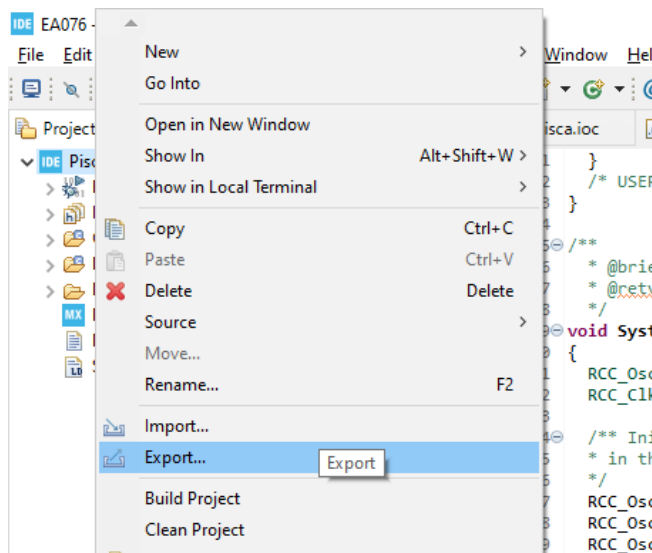 IDE EA076 -
File Edit Window Hel
Project isca.ioc
IDE Pisc
New
Go Into
Open in New Window
Show In Alt+Shift+W
Show in Local Terminal
Copy Ctrl+C
Paste Ctrl+V
Delete Delete
Source
Move...
Rename... F2
Import...
Export... Export
Build Project
Clean Project
MX
}
/* USER
}
/**
* @brie
* @retv
*/
void Syst
{
RCC_Osc
RCC_Clk
/** Ini
* in th
*/
RCC_Osc
RCC_Osc
RCC_Osc